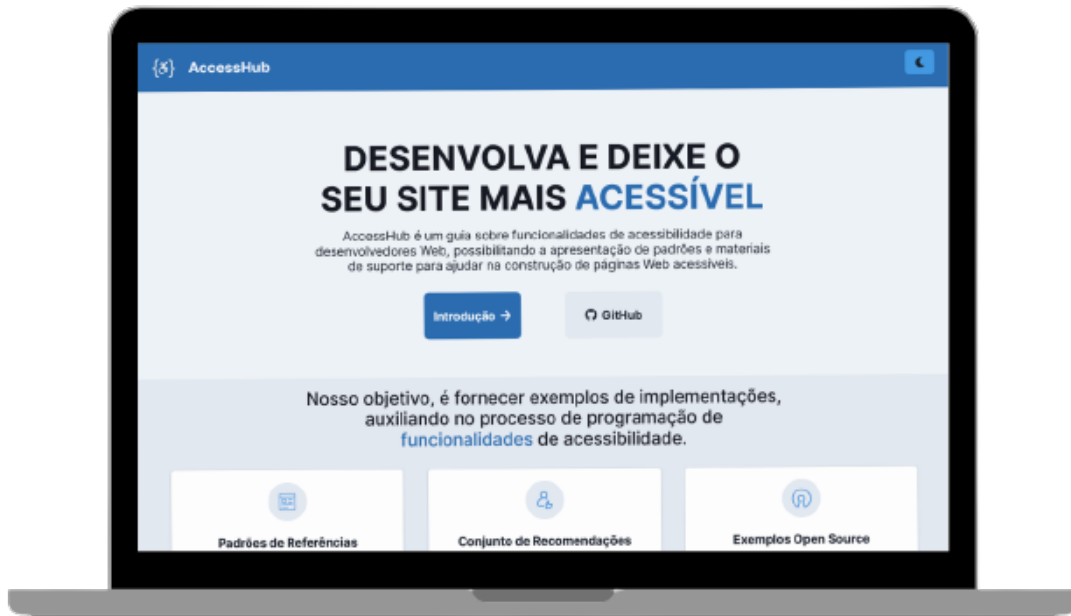 AccessHub
DESENVOLVA E DEIXE O
SEU SITE MAIS ACESSÍVEL
AccessHub é um guia sobre funcionalidades de acessibilidade para
desenvolvedores Web, possibilitando a apresentação de padrões e materiais
de suporte para ajudar na construção de páginas Web acessíveis.
Introdução →
GitHub
Nosso objetivo, é fornecer exemplos de implementações,
auxiliando no processo de programação de
funcionalidades de acessibilidade.
Padrões de Referências
Conjunto de Recomendações
Exemplos Open Source